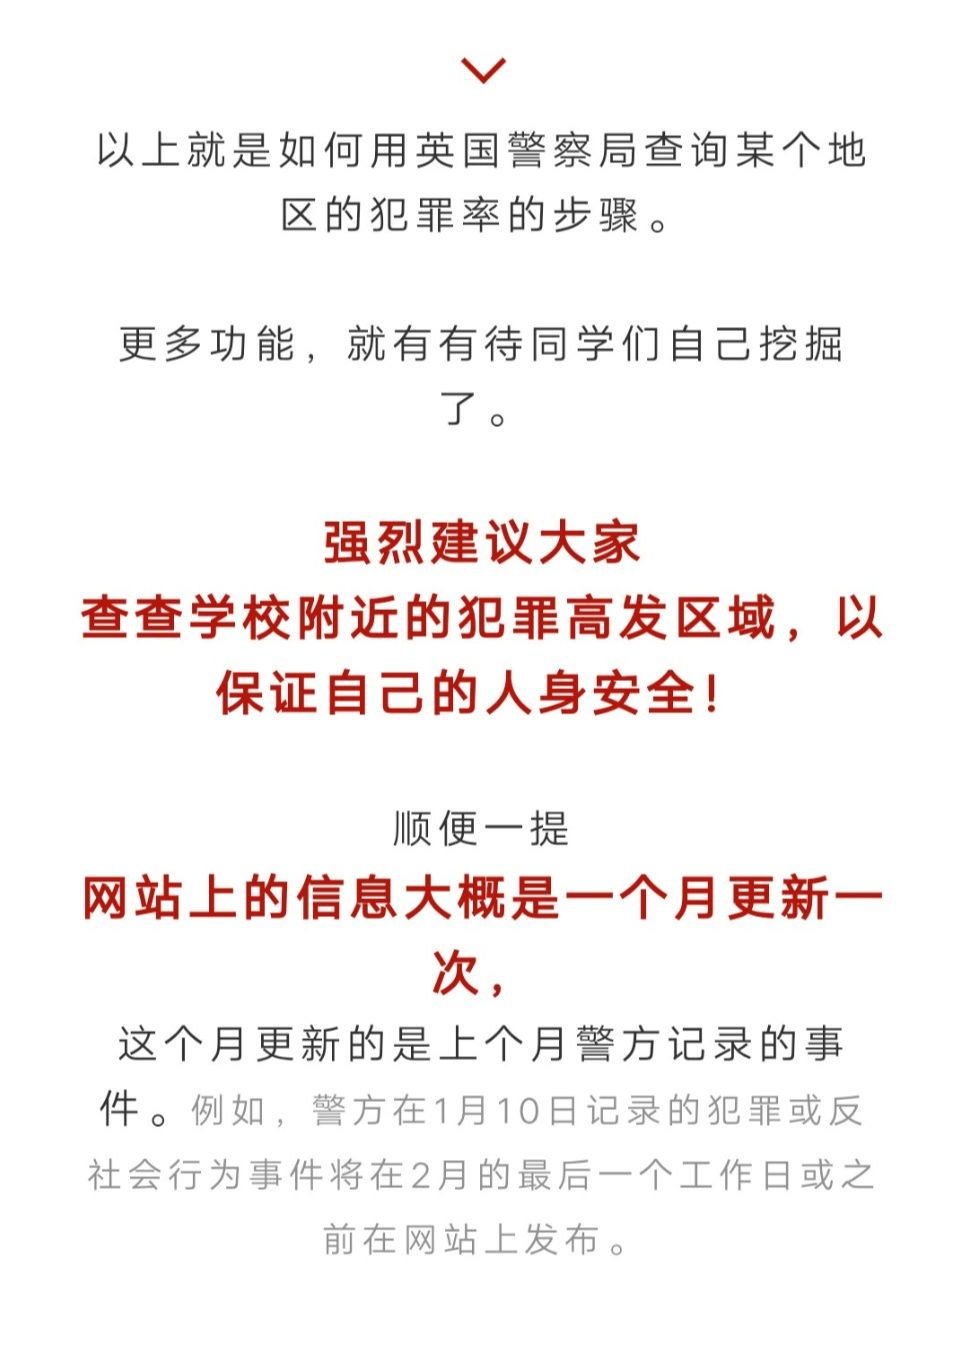 以上就是如何用英国警察局查询某个地
区的犯罪率的步骤。
更多功能，就有有待同学们自己挖掘
了。
强烈建议大家
查查学校附近的犯罪高发区域，以
保证自己的人身安全！
顺便一提
网站上的信息大概是一个月更新一
次，
这个月更新的是上个月警方记录的事
件。例如，警方在1月10日记录的犯罪或反
社会行为事件将在2月的最后一个工作日或之
前在网站上发布。